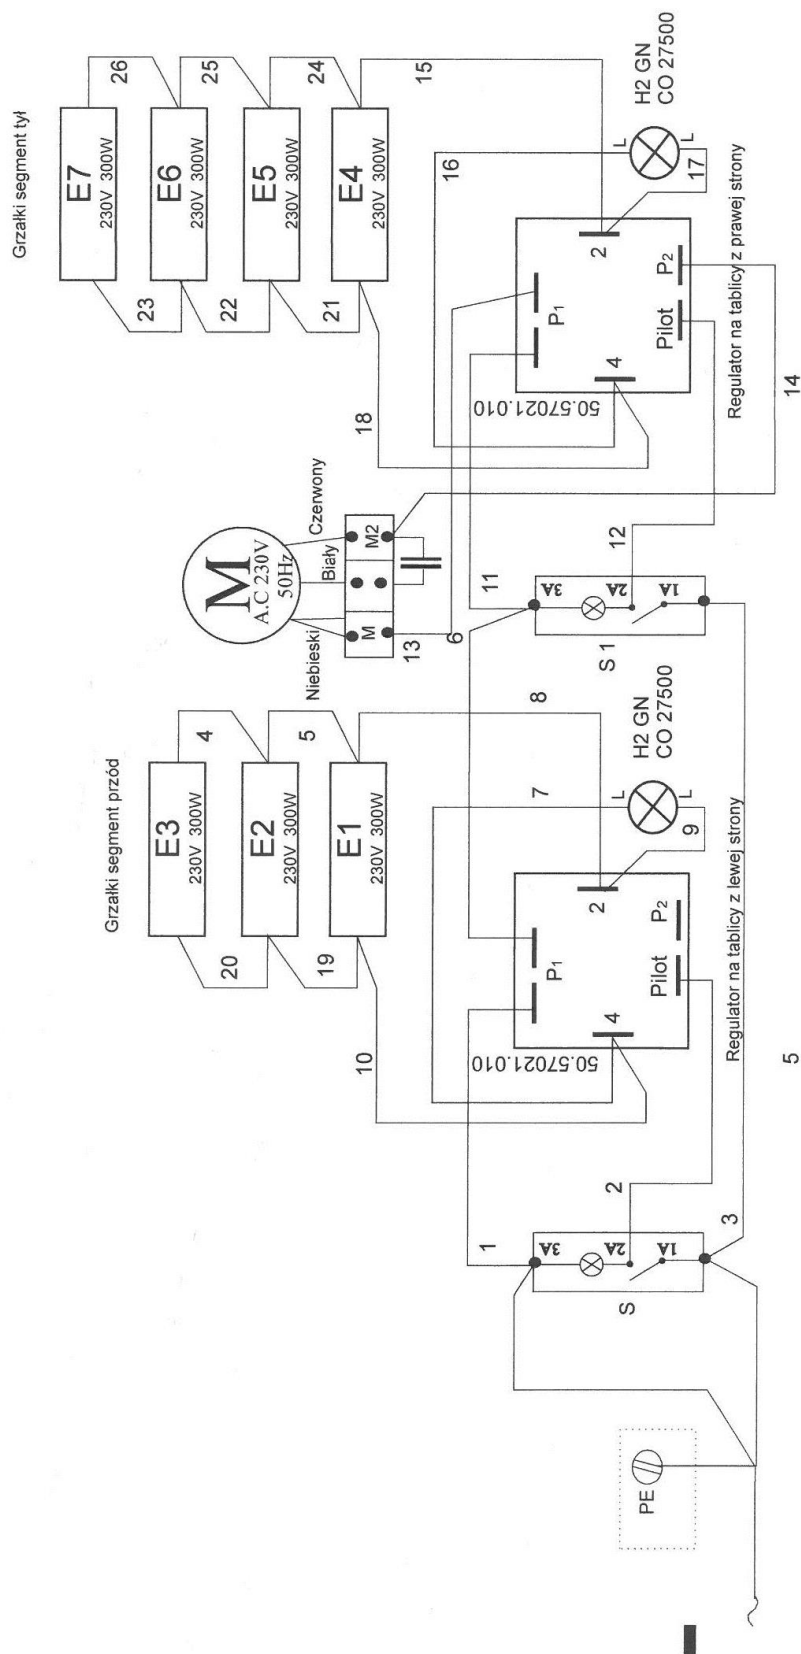 Grzałki segment tył
E7
230V 300W
E6
230V 300W
E5
230V 300W
E4
230V 300W
26
25
24
15
23
22
21
18
H2 GN
CO 27500
L
L
16
17
2
P1
4
Pilot
P2
50.57021.010
Regulator na tablicy z prawej strony
14
M
A.C 230V
50Hz
Niebieski
Biały
Czerwony
M
M2
13
6
11
12
3A
2A
1A
S 1
Grzałki segment przód
E3
230V 300W
E2
230V 300W
E1
230V 300W
4
5
8
20
19
10
H2 GN
CO 27500
L
L
7
9
2
P1
4
Pilot
P2
50.57021.010
Regulator na tablicy z lewej strony
5
1
2
3
3A
2A
1A
S
PE